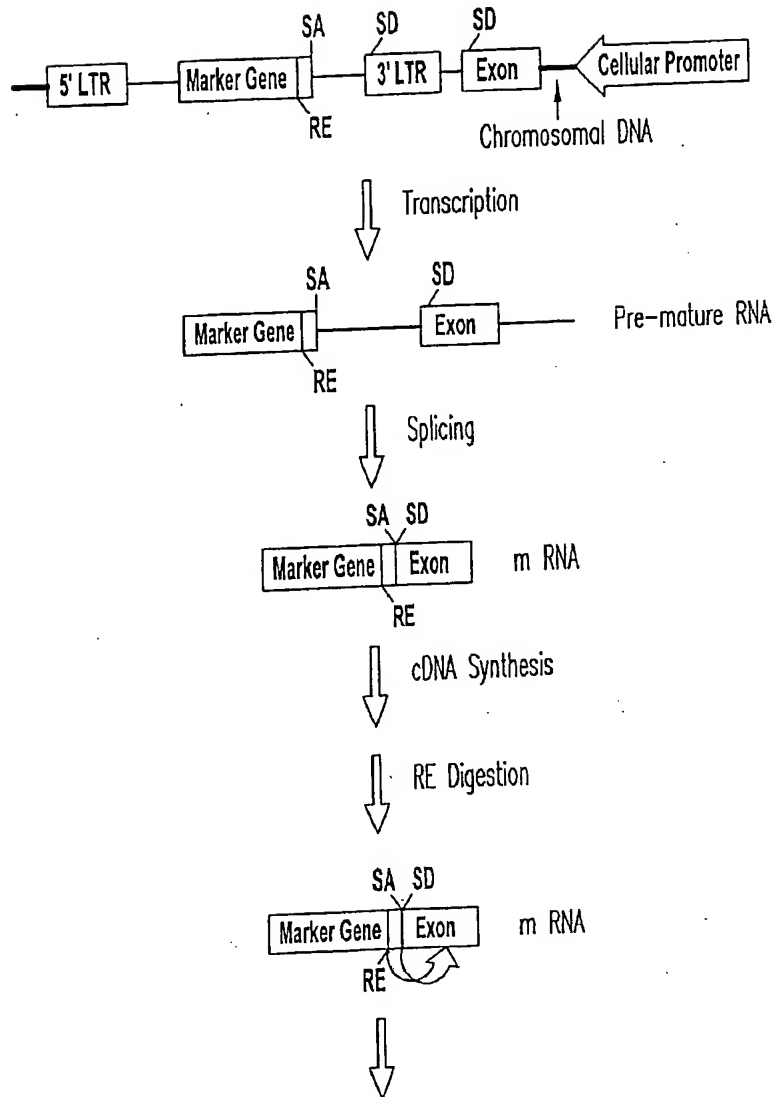 SA
SD
SD
5' LTR
Marker Gene
3' LTR
Exon
Cellular Promoter
RE
Chromosomal DNA
Transcription
SA
SD
Marker Gene
Exon
Pre-mature RNA
RE
Splicing
SA SD
Marker Gene
Exon
m RNA
RE
cDNA Synthesis
RE Digestion
SA SD
Marker Gene
Exon
m RNA
RE